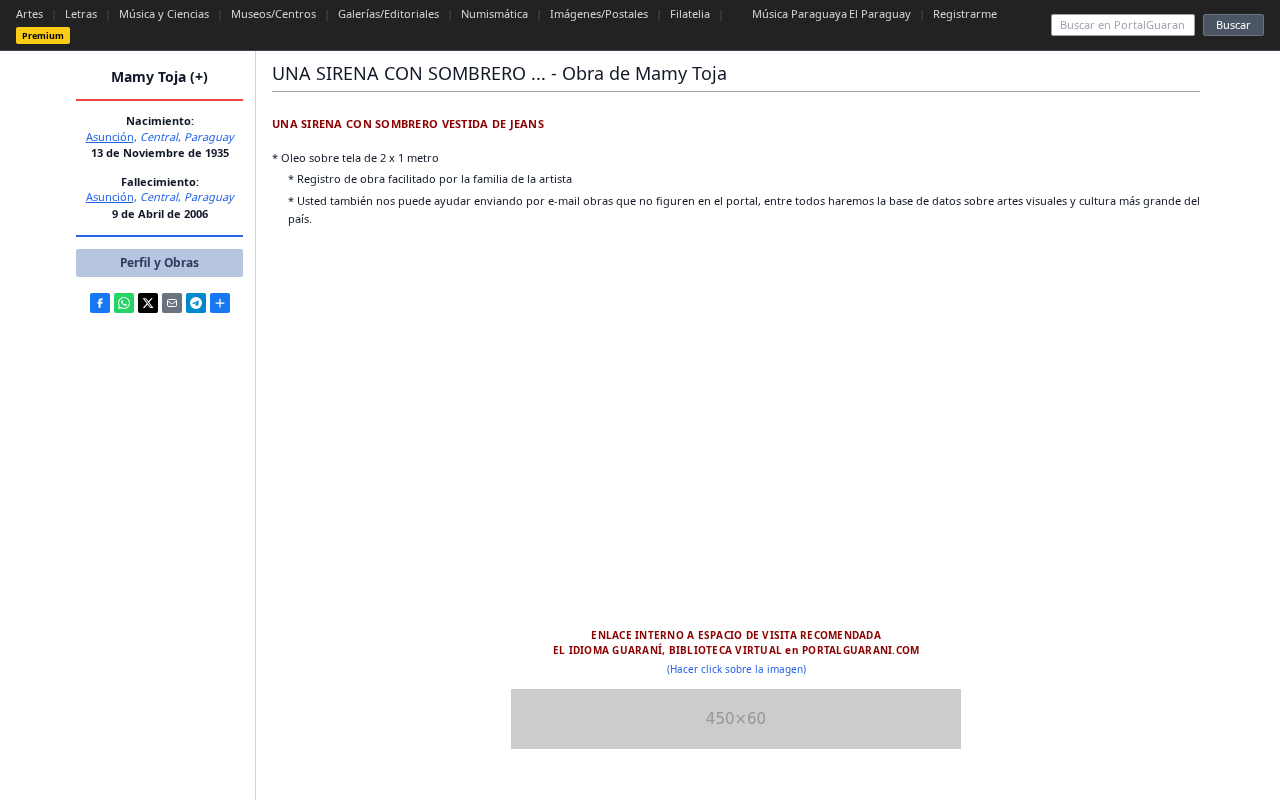 Artes | Letras | Música y Ciencias | Museos/Centros | Galerías/Editoriales | Numismática | Imágenes/Postales | Filatelia | Música Paraguaya El Paraguay | Registrarme
Premium
Buscar en PortalGuaran
Buscar
Mamy Toja (+)
Nacimiento:
Asunción, Central, Paraguay
13 de Noviembre de 1935
Fallecimiento:
Asunción, Central, Paraguay
9 de Abril de 2006
Perfil y Obras
UNA SIRENA CON SOMBRERO ... - Obra de Mamy Toja
UNA SIRENA CON SOMBRERO VESTIDA DE JEANS
* Oleo sobre tela de 2 x 1 metro
* Registro de obra facilitado por la familia de la artista
* Usted también nos puede ayudar enviando por e-mail obras que no figuren en el portal, entre todos haremos la base de datos sobre artes visuales y cultura más grande del
país.
ENLACE INTERNO A ESPACIO DE VISITA RECOMENDADA
EL IDIOMA GUARANÍ, BIBLIOTECA VIRTUAL en PORTALGUARANI.COM
(Hacer click sobre la imagen)
450×60